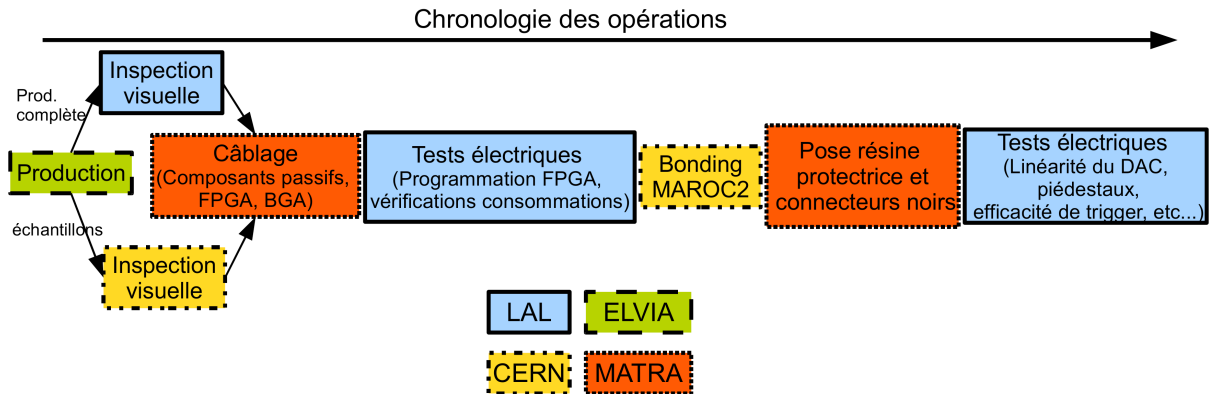 Chronologie des opérations
Inspection
visuelle
Prod.
complète
Production
échantillons
Inspection
visuelle
Câblage
(Composants passifs,
FPGA, BGA)
Tests électriques
(Programmation FPGA,
vérifications consommations)
Bonding
MAROC2
Pose résine
protectrice et
connecteurs noirs
Tests électriques
(Linéarité du DAC,
piédestaux,
efficacité de trigger, etc...)
LAL
ELVIA
CERN
MATRA